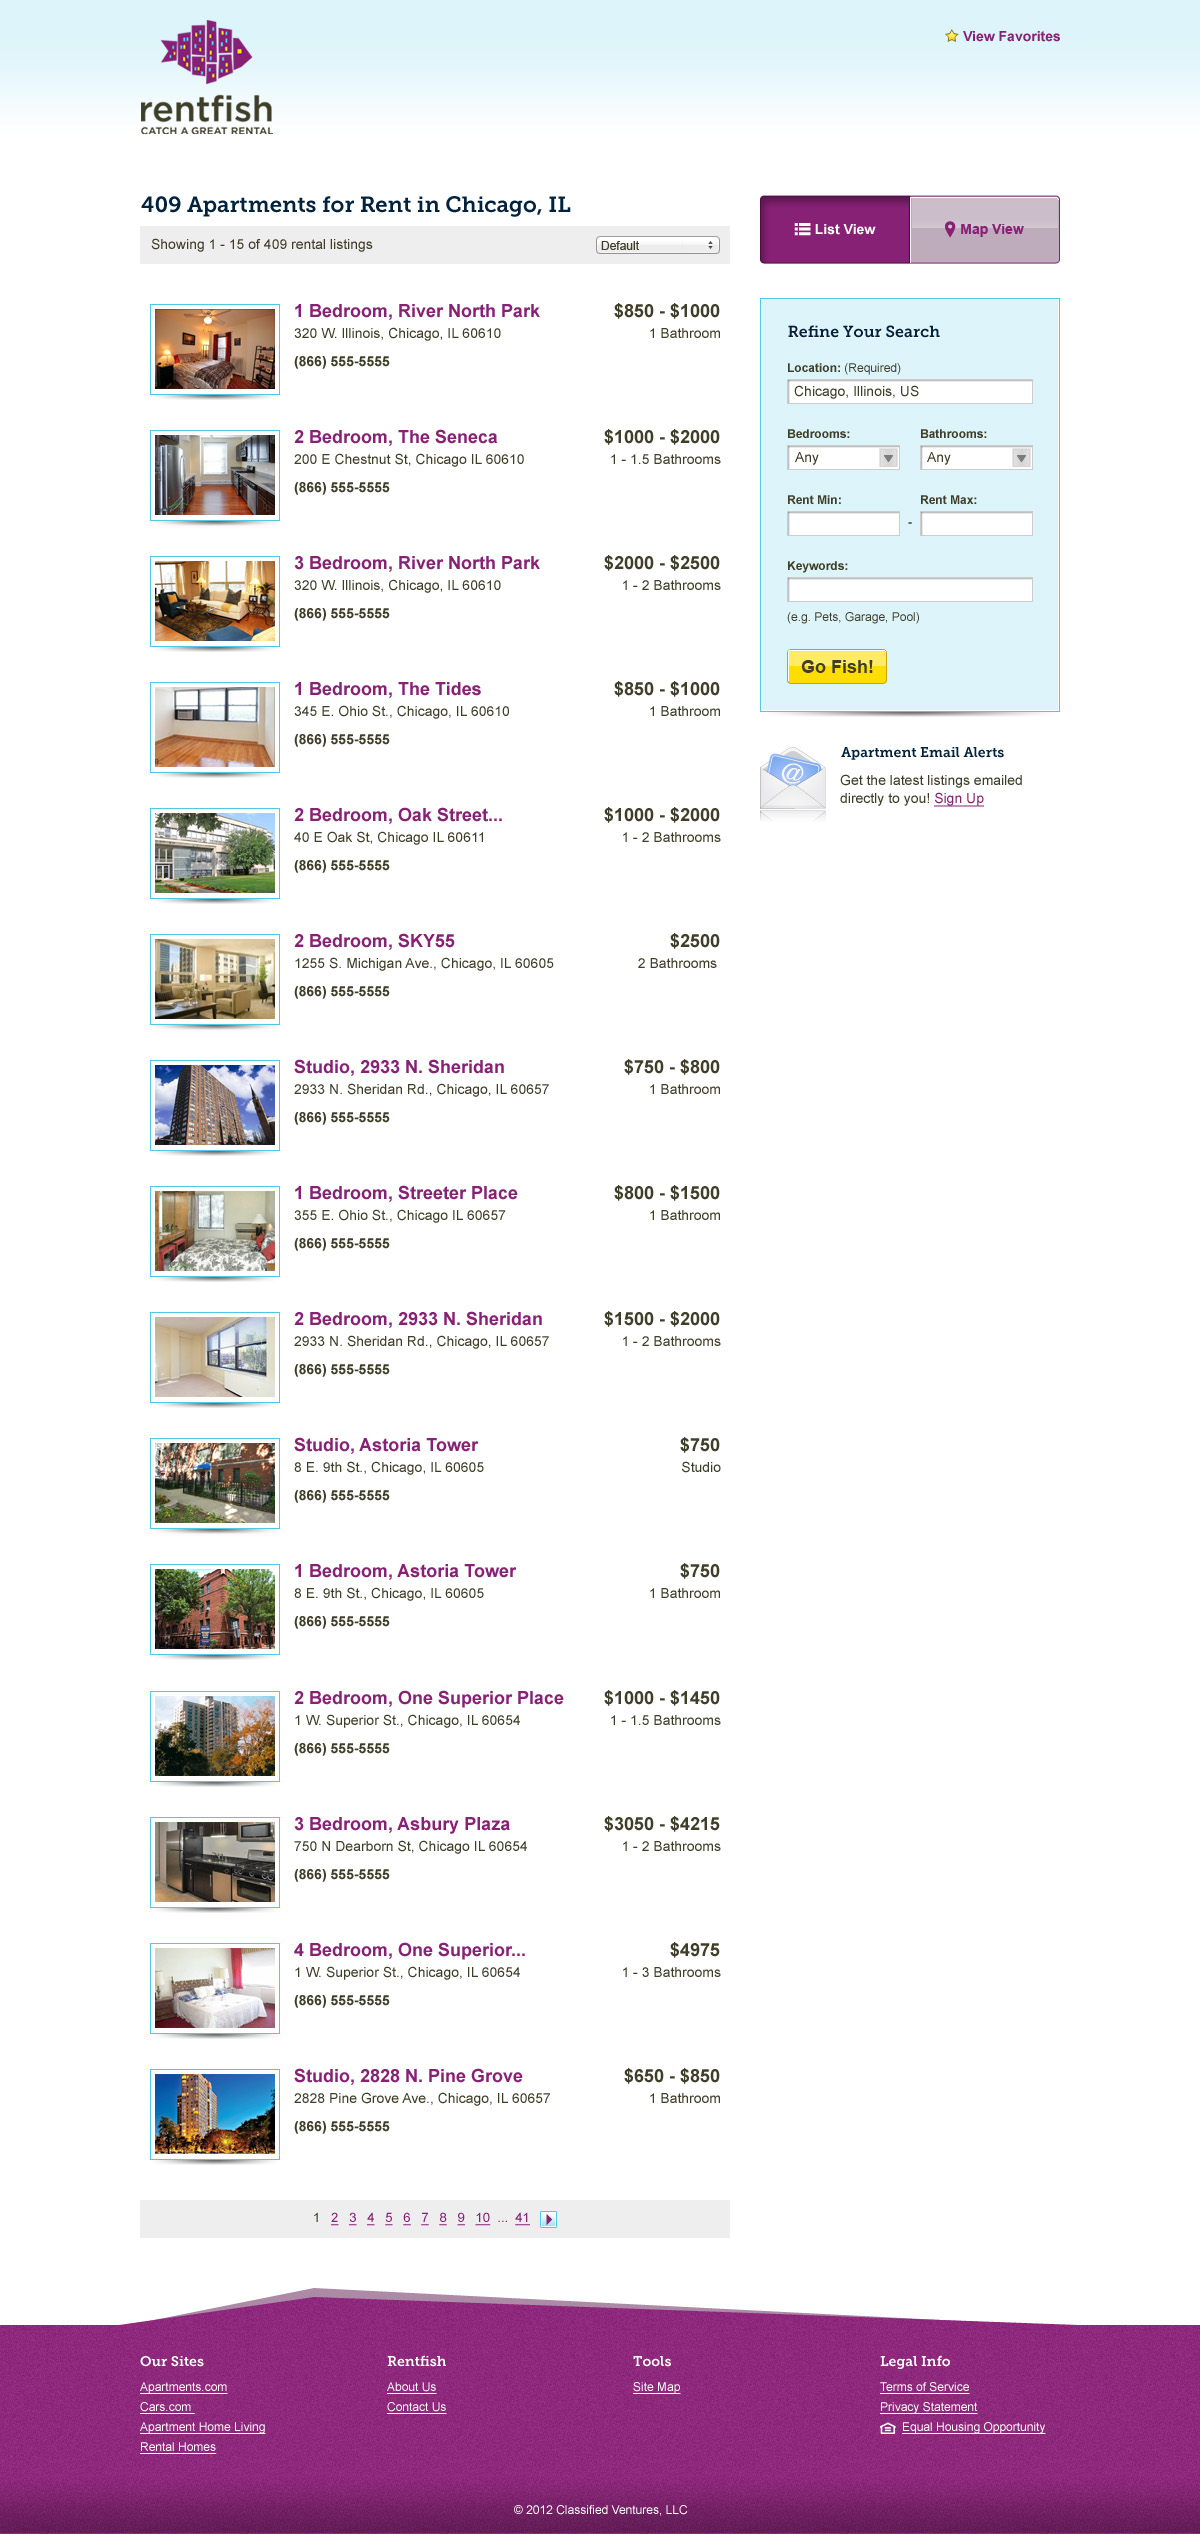 View Favorites
rentfish
CATCH A GREAT RENTAL
409 Apartments for Rent in Chicago, IL
Showing 1 - 15 of 409 rental listings
Default
List View
Map View
1 Bedroom, River North Park
$850 - $1000
320 W. Illinois, Chicago, IL 60610
1 Bathroom
(866) 555-5555
2 Bedroom, The Seneca
$1000 - $2000
200 E Chestnut St, Chicago IL 60610
1 - 1.5 Bathrooms
(866) 555-5555
3 Bedroom, River North Park
$2000 - $2500
320 W. Illinois, Chicago, IL 60610
1 - 2 Bathrooms
(866) 555-5555
1 Bedroom, The Tides
$850 - $1000
345 E. Ohio St., Chicago, IL 60610
1 Bathroom
(866) 555-5555
2 Bedroom, Oak Street...
$1000 - $2000
40 E Oak St, Chicago IL 60611
1 - 2 Bathrooms
(866) 555-5555
2 Bedroom, SKY55
$2500
1255 S. Michigan Ave., Chicago, IL 60605
2 Bathrooms
(866) 555-5555
Studio, 2933 N. Sheridan
$750 - $800
2933 N. Sheridan Rd., Chicago, IL 60657
1 Bathroom
(866) 555-5555
1 Bedroom, Streeter Place
$800 - $1500
355 E. Ohio St., Chicago IL 60657
1 Bathroom
(866) 555-5555
2 Bedroom, 2933 N. Sheridan
$1500 - $2000
2933 N. Sheridan Rd., Chicago, IL 60657
1 - 2 Bathrooms
(866) 555-5555
Studio, Astoria Tower
$750
8 E. 9th St., Chicago, IL 60605
Studio
(866) 555-5555
1 Bedroom, Astoria Tower
$750
8 E. 9th St., Chicago, IL 60605
1 Bathroom
(866) 555-5555
2 Bedroom, One Superior Place
$1000 - $1450
1 W. Superior St., Chicago, IL 60654
1 - 1.5 Bathrooms
(866) 555-5555
3 Bedroom, Asbury Plaza
$3050 - $4215
750 N Dearborn St, Chicago IL 60654
1 - 2 Bathrooms
(866) 555-5555
4 Bedroom, One Superior...
$4975
1 W. Superior St., Chicago, IL 60654
1 - 3 Bathrooms
(866) 555-5555
Studio, 2828 N. Pine Grove
$650 - $850
2828 Pine Grove Ave., Chicago, IL 60657
1 Bathroom
(866) 555-5555
1 2 3 4 5 6 7 8 9 10 ... 41
Refine Your Search
Location: (Required)
Chicago, Illinois, US
Bedrooms:
Bathrooms:
Any
Any
Rent Min:
Rent Max:
-
Keywords:
(e.g. Pets, Garage, Pool)
Go Fish!
@
Apartment Email Alerts
Get the latest listings emailed
directly to you! Sign Up
Our Sites
Apartments.com
Cars.com
Apartment Home Living
Rental Homes
Rentfish
About Us
Contact Us
Tools
Site Map
Legal Info
Terms of Service
Privacy Statement
Equal Housing Opportunity
© 2012 Classified Ventures, LLC